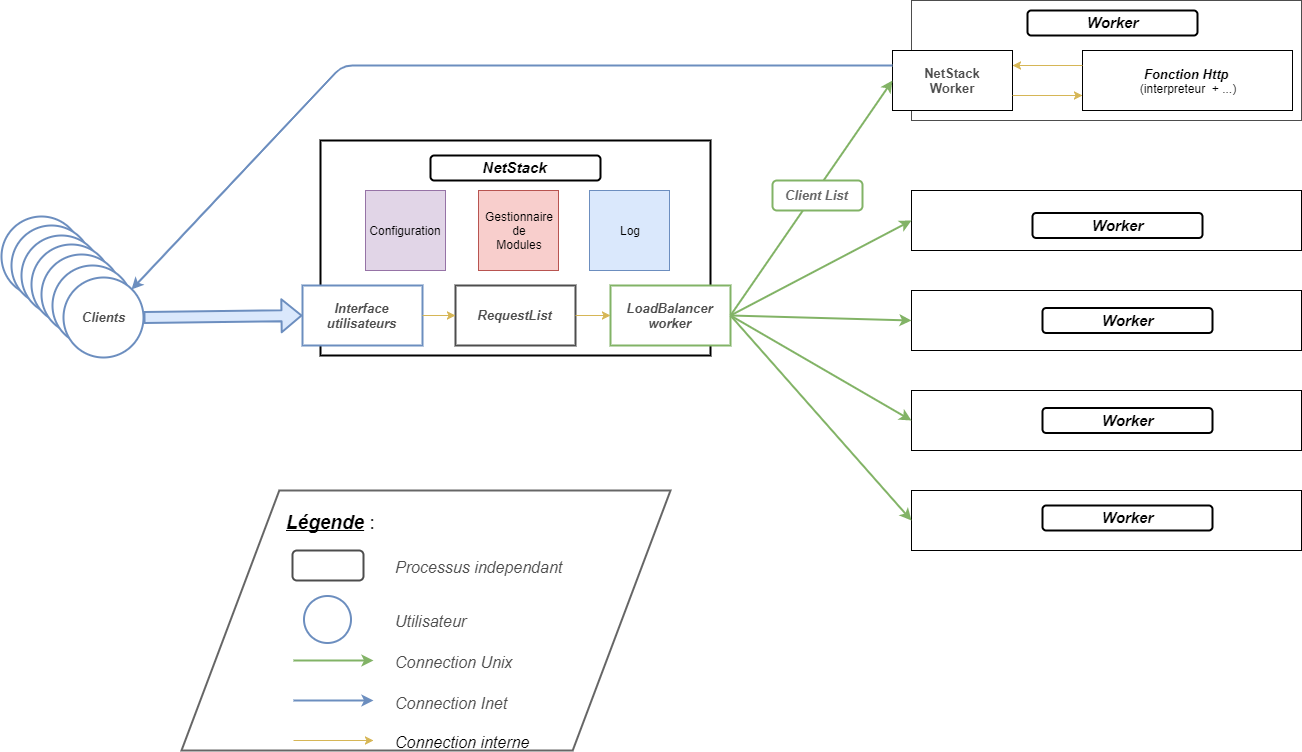 Worker
NetStack
Worker
Fonction Http
(interpreteur + ...)
NetStack
Configuration
Gestionnaire
de
Modules
Log
Client List
Worker
Clients
Interface
utilisateurs
RequestList
LoadBalancer
worker
Worker
Worker
Worker
Légende :
Processus independant
Utilisateur
Connection Unix
Connection Inet
Connection interne